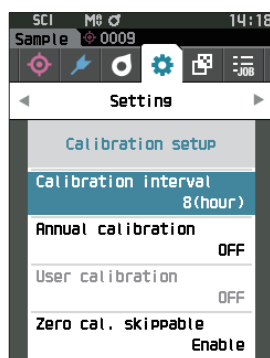 SCI M0 14:18
Sample 0009
JOB
Setting
Calibration setup
Calibration interval
8(hour)
Annual calibration
OFF
User calibration
OFF
Zero cal. skippable
Enable